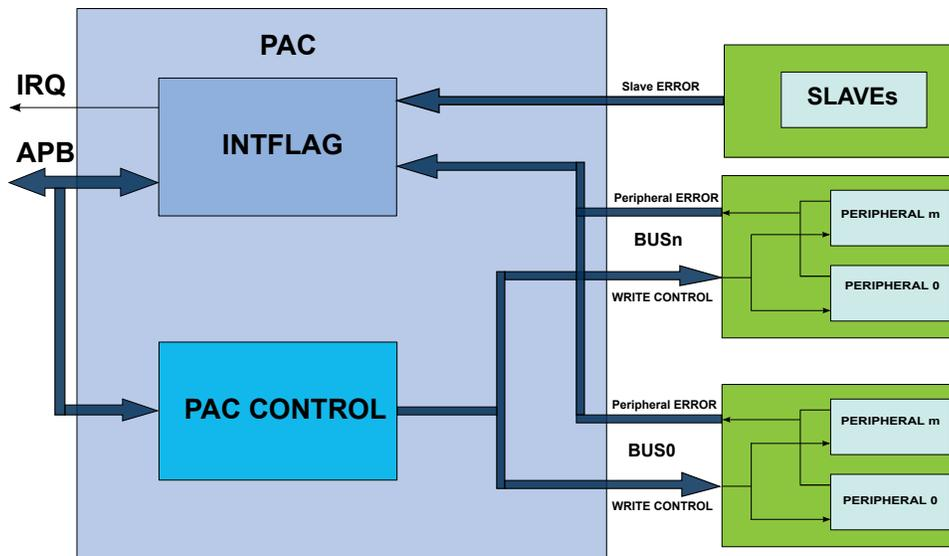 PAC
IRQ
APB
INTFLAG
PAC CONTROL
Slave ERROR
SLAVEs
Peripheral ERROR
BUSn
WRITE CONTROL
PERIPHERAL m
PERIPHERAL 0
Peripheral ERROR
BUS0
WRITE CONTROL
PERIPHERAL m
PERIPHERAL 0